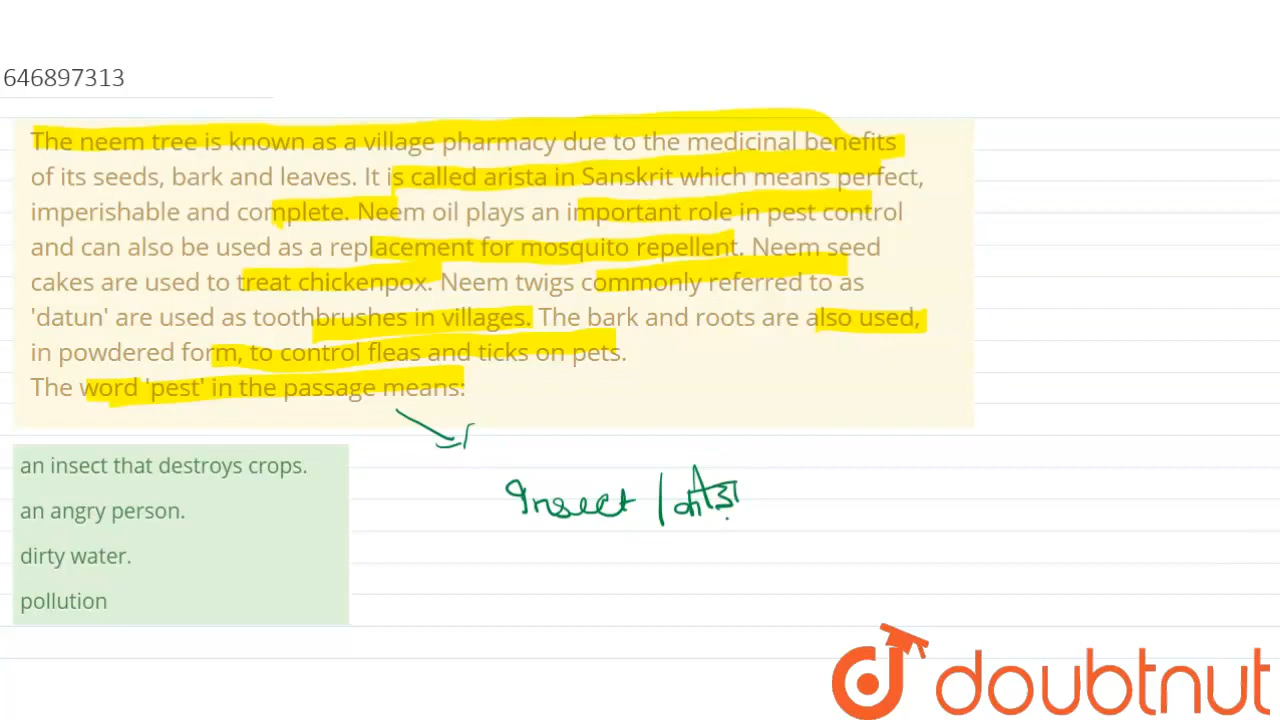 646897313
The neem tree is known as a village pharmacy due to the medicinal benefits
of its seeds, bark and leaves. It is called arista in Sanskrit which means perfect,
imperishable and complete. Neem oil plays an important role in pest control
and can also be used as a replacement for mosquito repellent. Neem seed
cakes are used to treat chickenpox. Neem twigs commonly referred to as
'datun' are used as toothbrushes in villages. The bark and roots are also used,
in powdered form, to control fleas and ticks on pets.
The word 'pest' in the passage means:
an insect that destroys crops.
an angry person.
dirty water.
pollution
Insect /
doubtnut